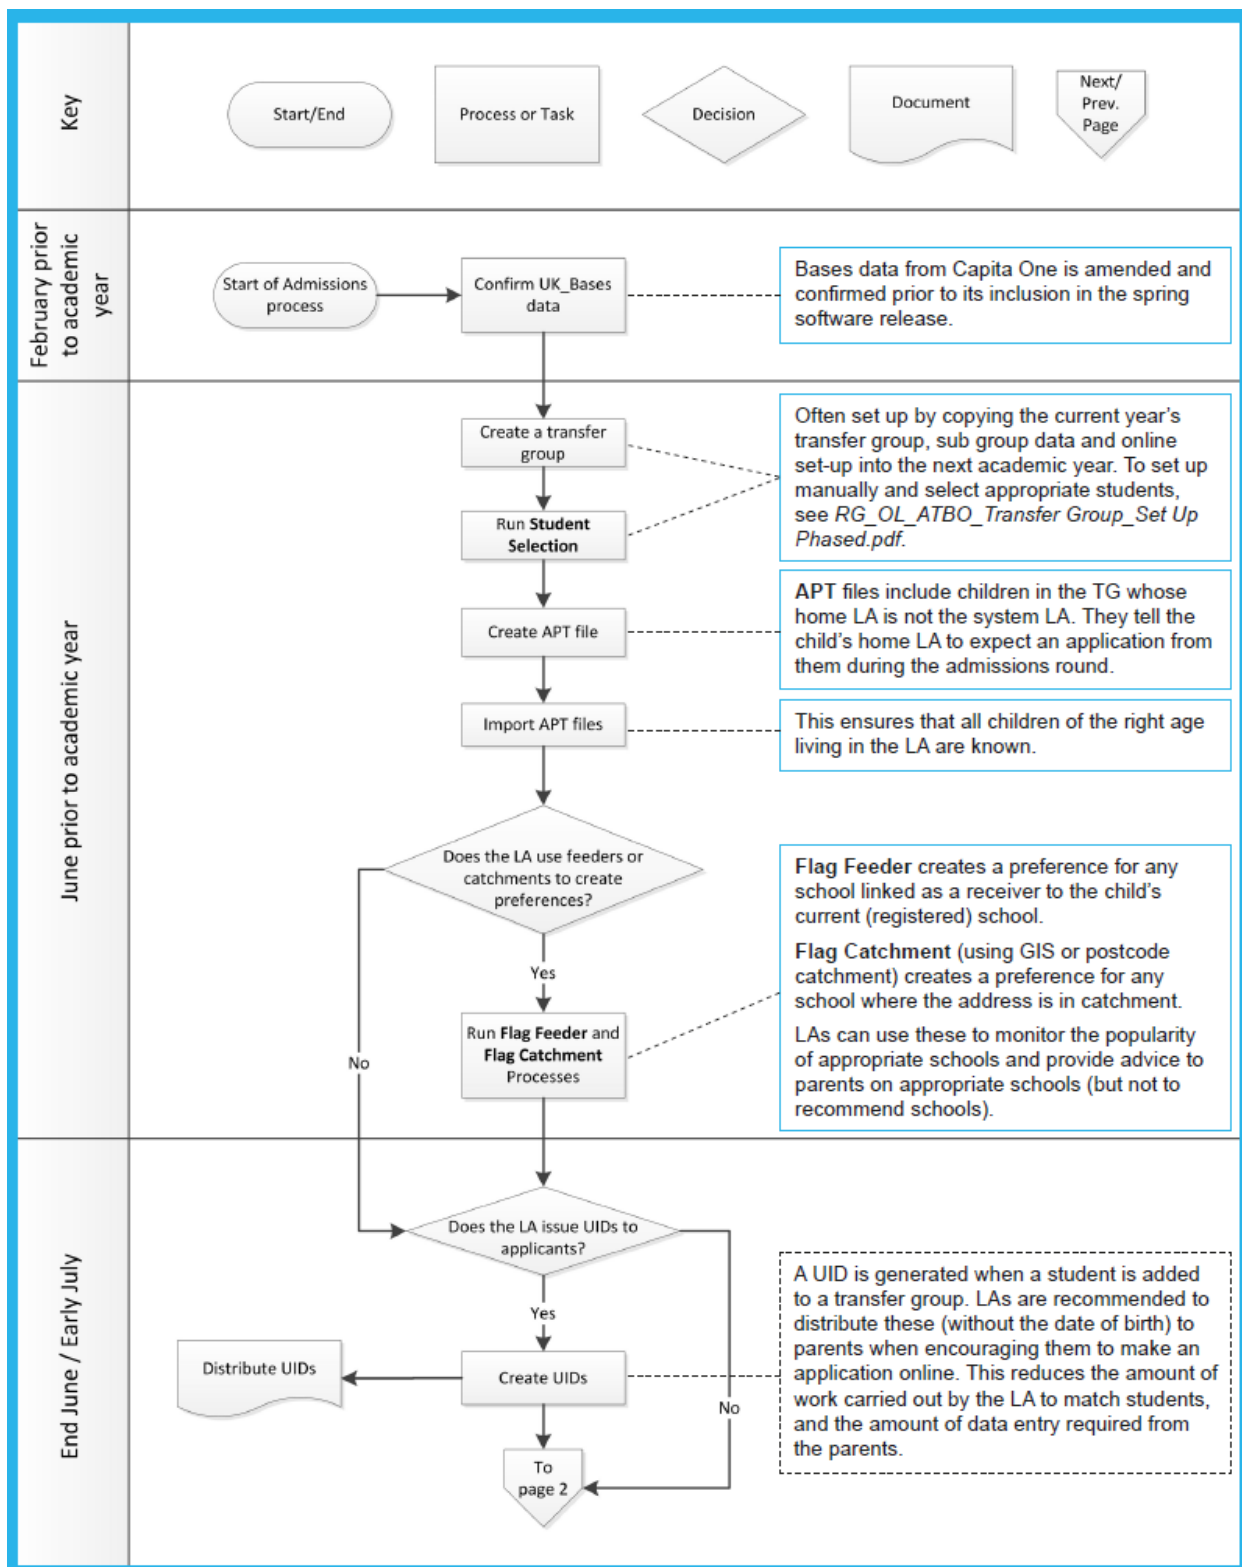 Key
Start/End
Process or Task
Decision
Document
Next/
Prev.
Page
February prior
to academic
year
Start of Admissions
process
Confirm UK_Bases
data
Bases data from Capita One is amended and
confirmed prior to its inclusion in the spring
software release.
June prior to academic year
Create a transfer
group
Run Student
Selection
Often set up by copying the current year's
transfer group, sub group data and online
set-up into the next academic year. To set up
manually and select appropriate students,
see RG_OL_ATBO_Transfer Group_Set Up
Phased.pdf.
Create APT file
APT files include children in the TG whose
home LA is not the system LA. They tell the
child's home LA to expect an application from
them during the admissions round.
Import APT files
This ensures that all children of the right age
living in the LA are known.
Does the LA use feeders or
catchments to create
preferences?
Yes
No
Run Flag Feeder and
Flag Catchment
Processes
Flag Feeder creates a preference for any
school linked as a receiver to the child's
current (registered) school.
Flag Catchment (using GIS or postcode
catchment) creates a preference for any
school where the address is in catchment.
LAs can use these to monitor the popularity
of appropriate schools and provide advice to
parents on appropriate schools (but not to
recommend schools).
End June / Early July
Does the LA issue UIDs to
applicants?
Yes
No
Create UIDs
Distribute UIDs
A UID is generated when a student is added
to a transfer group. LAs are recommended to
distribute these (without the date of birth) to
parents when encouraging them to make an
application online. This reduces the amount of
work carried out by the LA to match students,
and the amount of data entry required from
the parents.
To
page 2